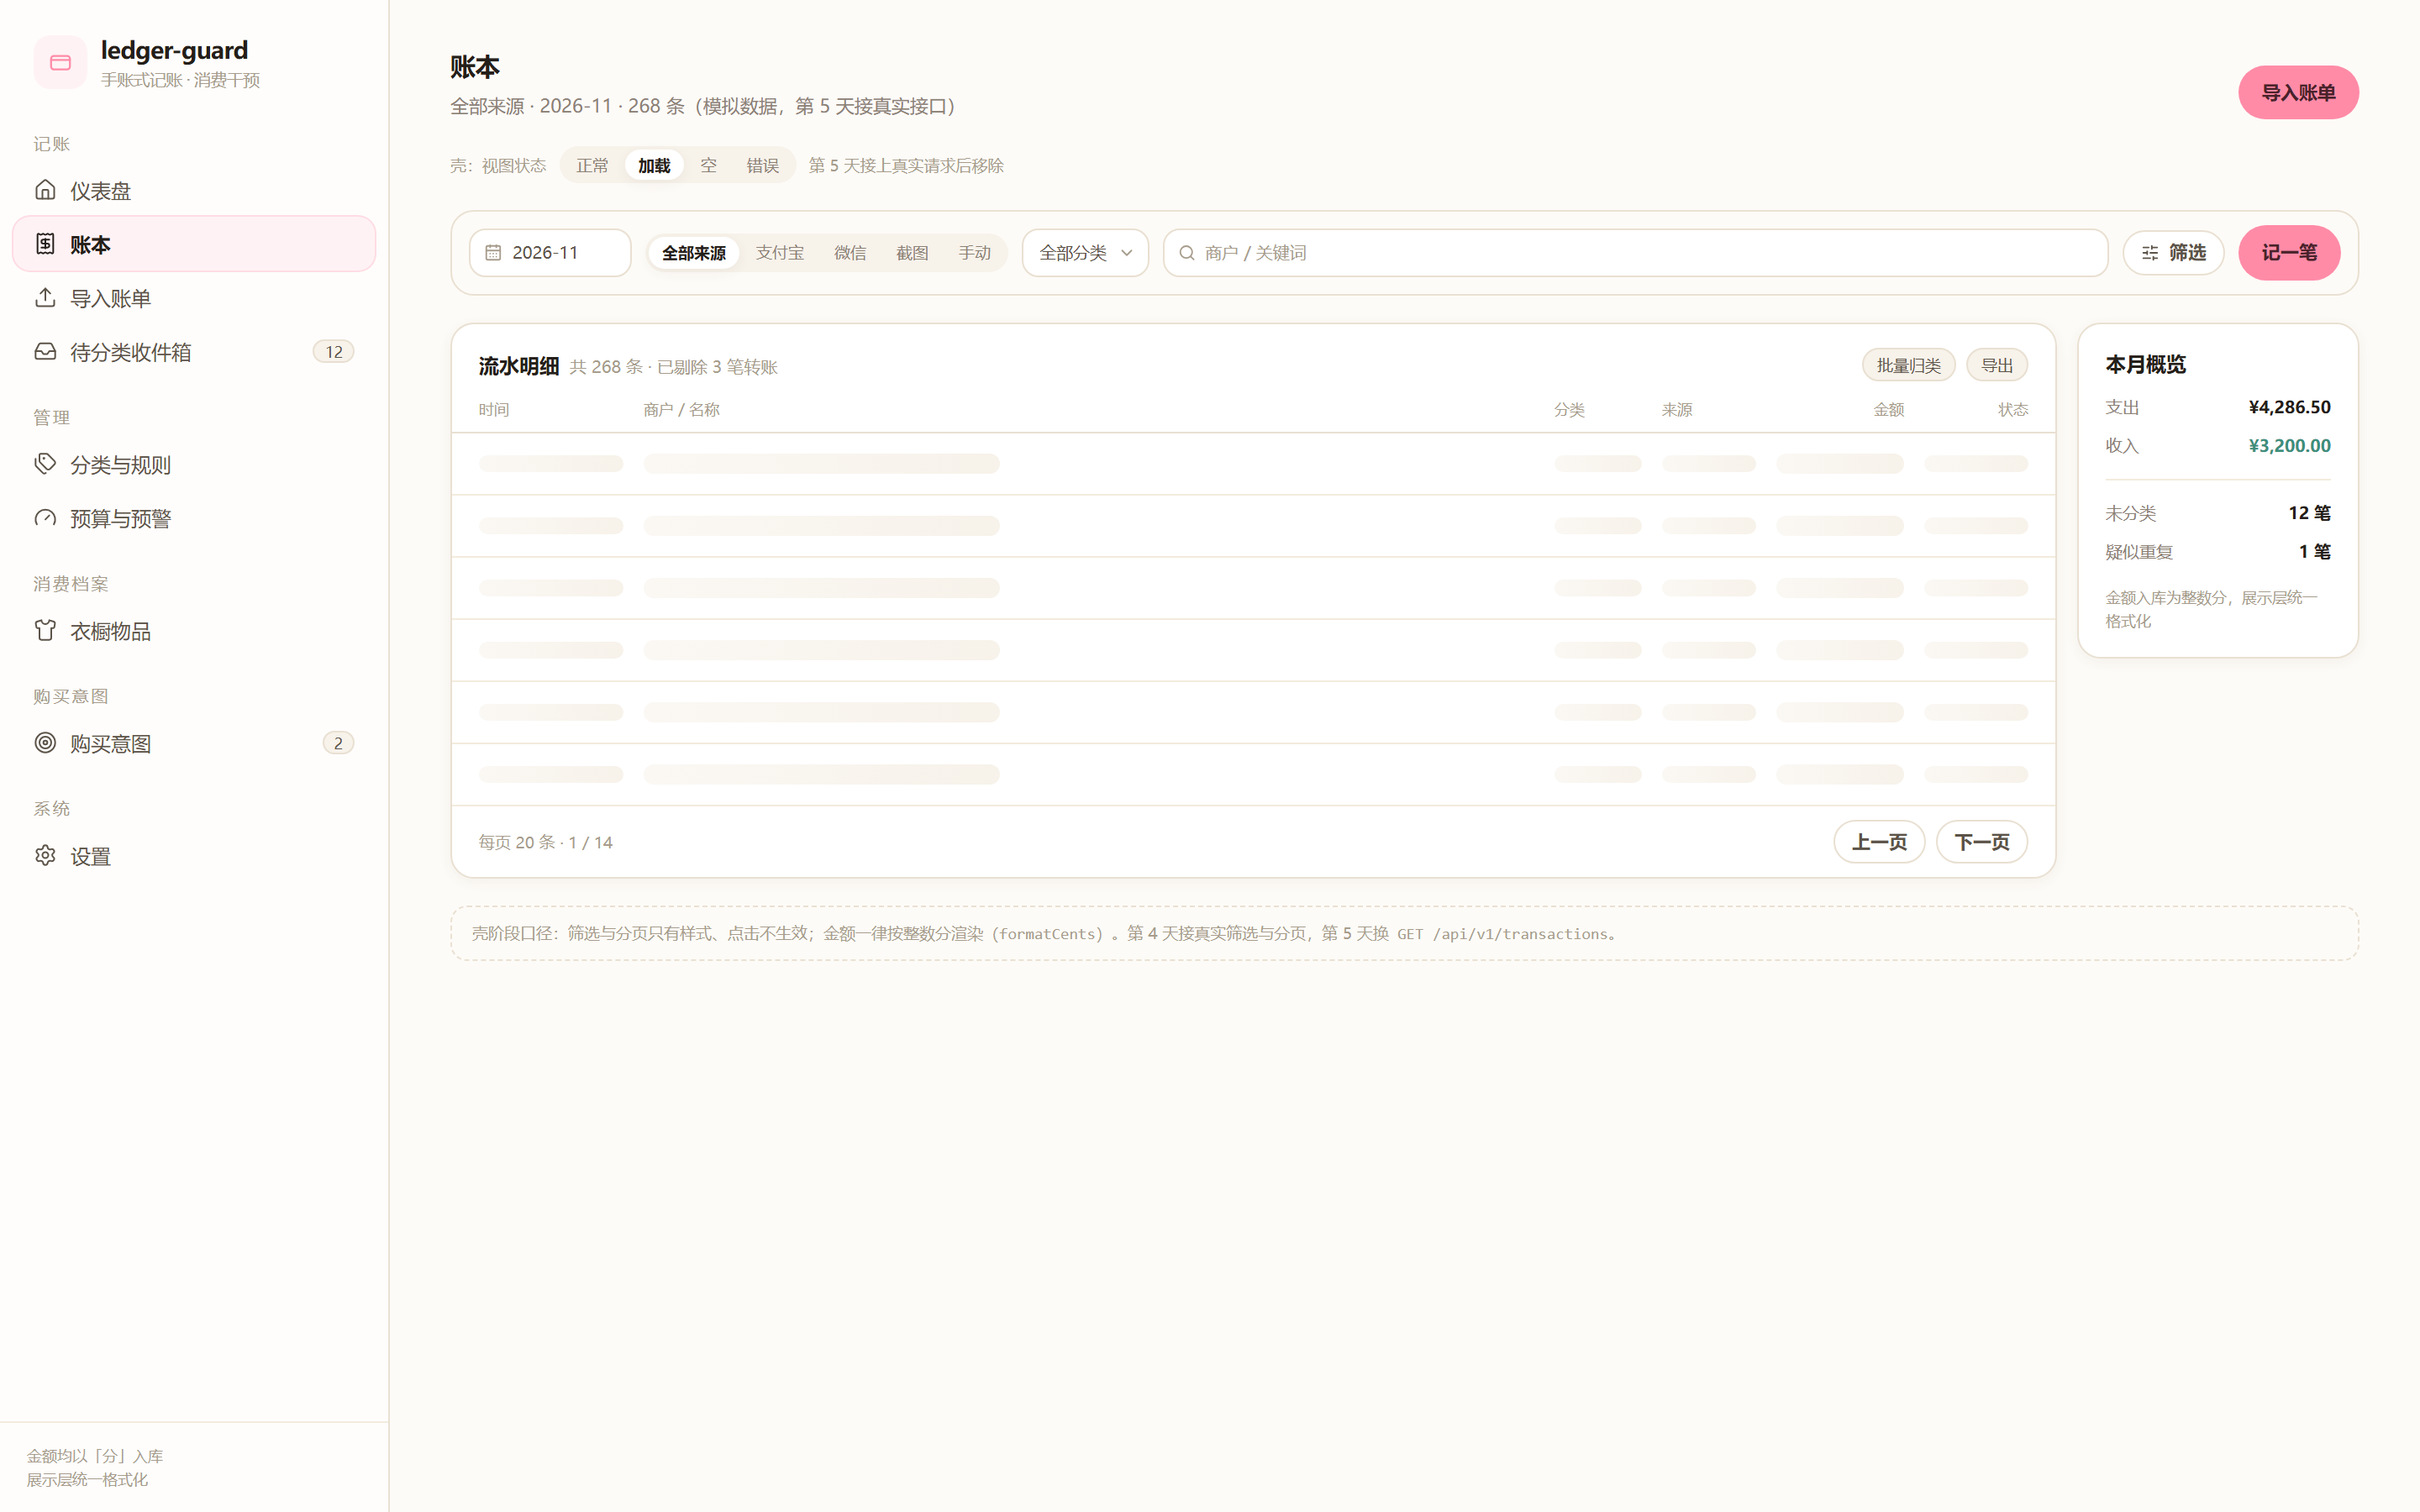 ledger-guard
手账式记账 · 消费干预
记账
仪表盘
账本
导入账单
待分类收件箱 12
管理
分类与规则
预算与预警
消费档案
衣橱物品
购买意图
购买意图 2
系统
设置
金额均以「分」入库
展示层统一格式化
账本
全部来源 · 2026-11 · 268 条（模拟数据，第 5 天接真实接口）
导入账单
壳：视图状态 正常 加载 空 错误 第 5 天接上真实请求后移除
2026-11 全部来源 支付宝 微信 截图 手动 全部分类 商户 / 关键词 筛选 记一笔
流水明细 共 268 条 · 已剔除 3 笔转账 批量归类 导出
时间 商户 / 名称 分类 来源 金额 状态
每页 20 条 · 1 / 14 上一页 下一页
本月概览
支出 ¥4,286.50
收入 ¥3,200.00
未分类 12 笔
疑似重复 1 笔
金额入库为整数分，展示层统一
格式化
壳阶段口径：筛选与分页只有样式、点击不生效；金额一律按整数分渲染（formatCents）。第 4 天接真实筛选与分页，第 5 天换 GET /api/v1/transactions。